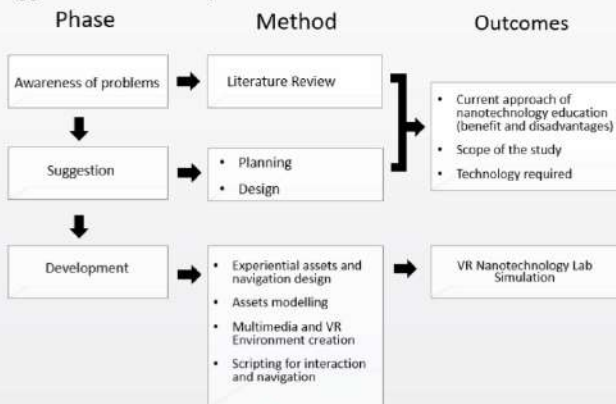 Phase
Method
Outcomes
Awareness of problems
Literature Review
• Current approach of
nanotechnology education
(benefit and disadvantages)
• Scope of the study
• Technology required
Suggestion
• Planning
• Design
Development
• Experiential assets and
navigation design
• Assets modelling
• Multimedia and VR
Environment creation
• Scripting for interaction
and navigation
VR Nanotechnology Lab
Simulation